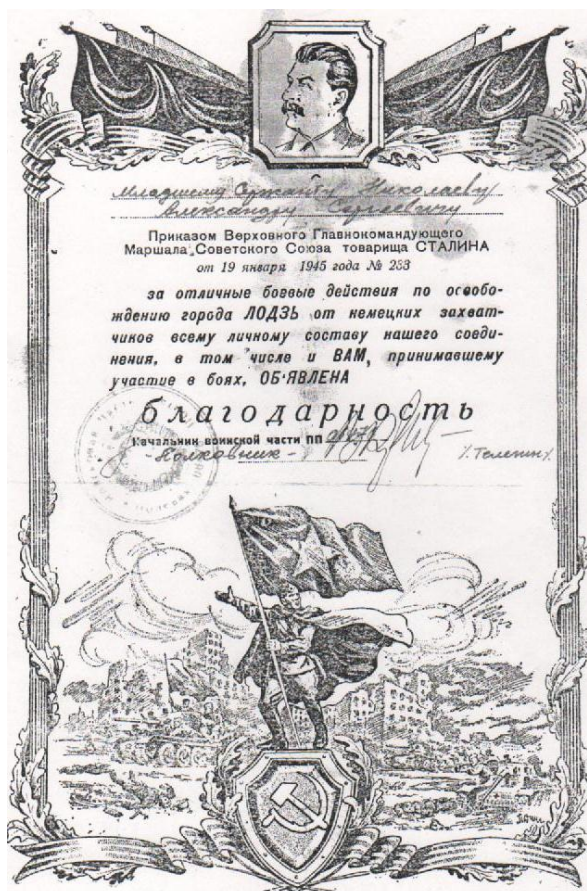 Младшему Сержанту Николаеву
Александру Сергеевичу
Приказом Верховного Главнокомандующего
Маршала Советского Союза товарища СТАЛИНА
от 19 января 1945 года № 233
за отличные боевые действия по освобо-
ждению города ЛОДЗЬ от немецких захват-
чиков всему личному составу нашего соеди-
нения, в том числе и ВАМ, принимавшему
участие в боях, ОБ'ЯВЛЕНА
благодарность
Начальник воинской части ПП
-Полковник-